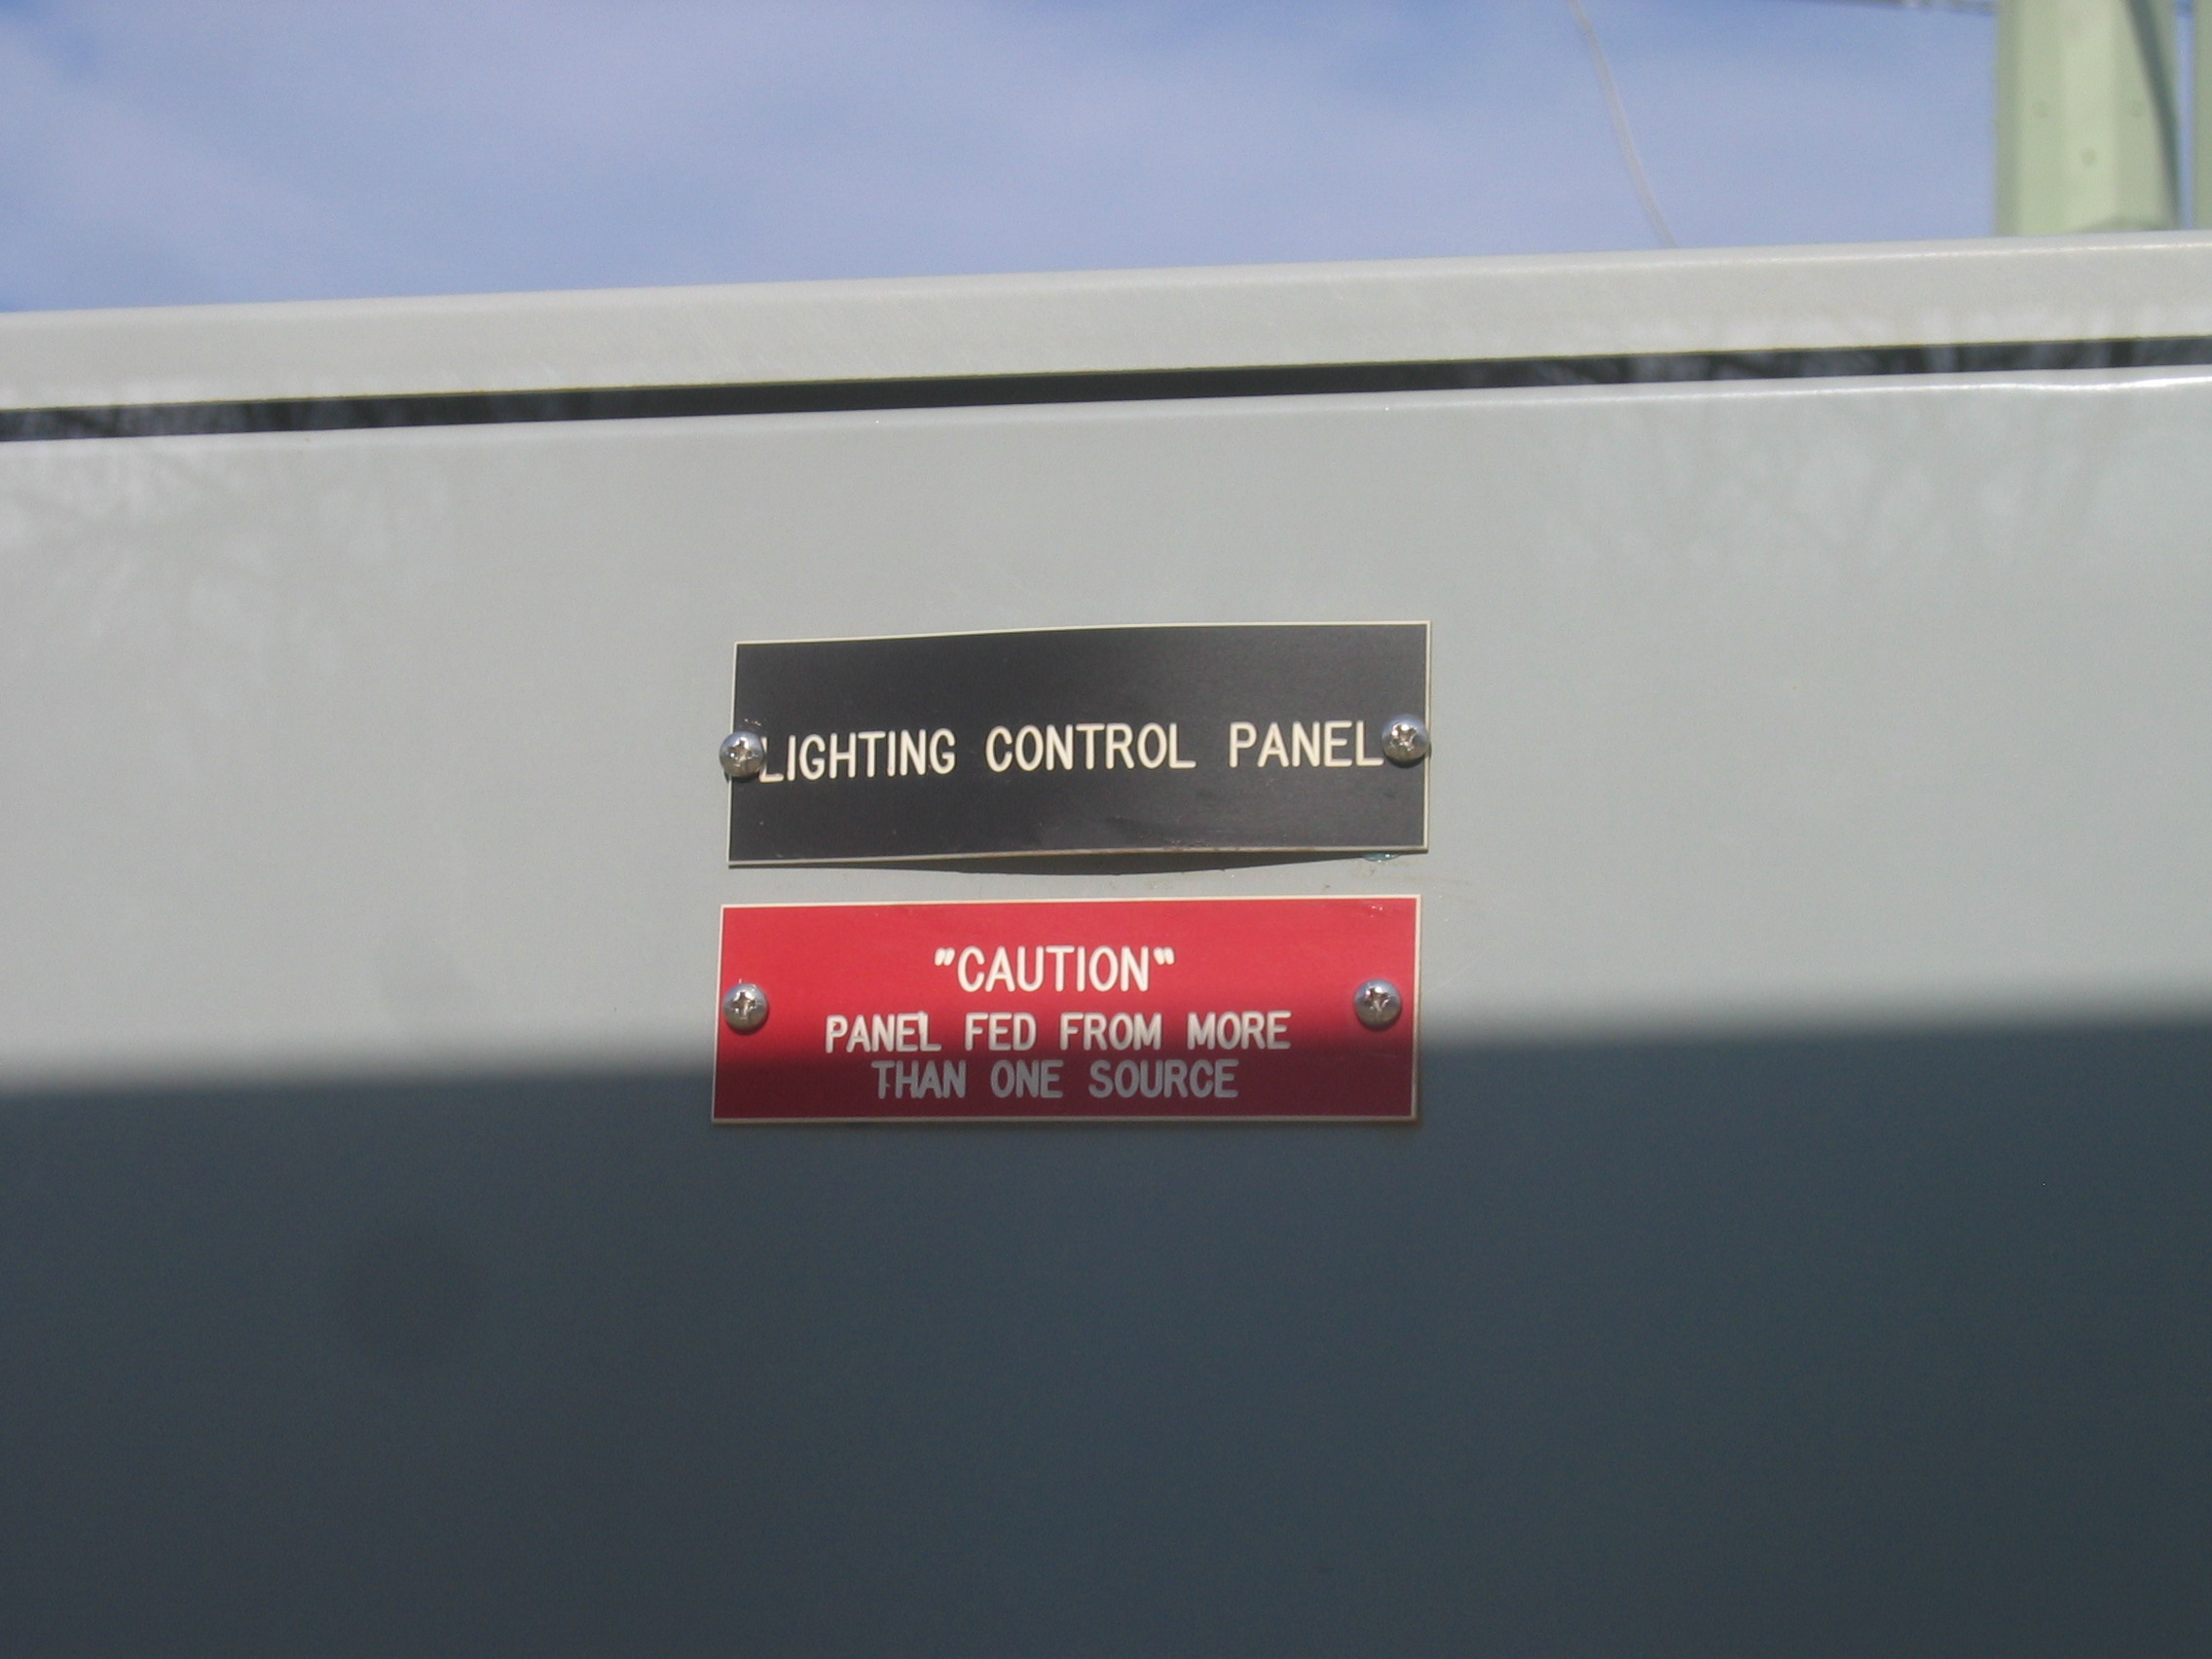 LIGHTING CONTROL PANEL
"CAUTION"
PANEL FED FROM MORE
THAN ONE SOURCE